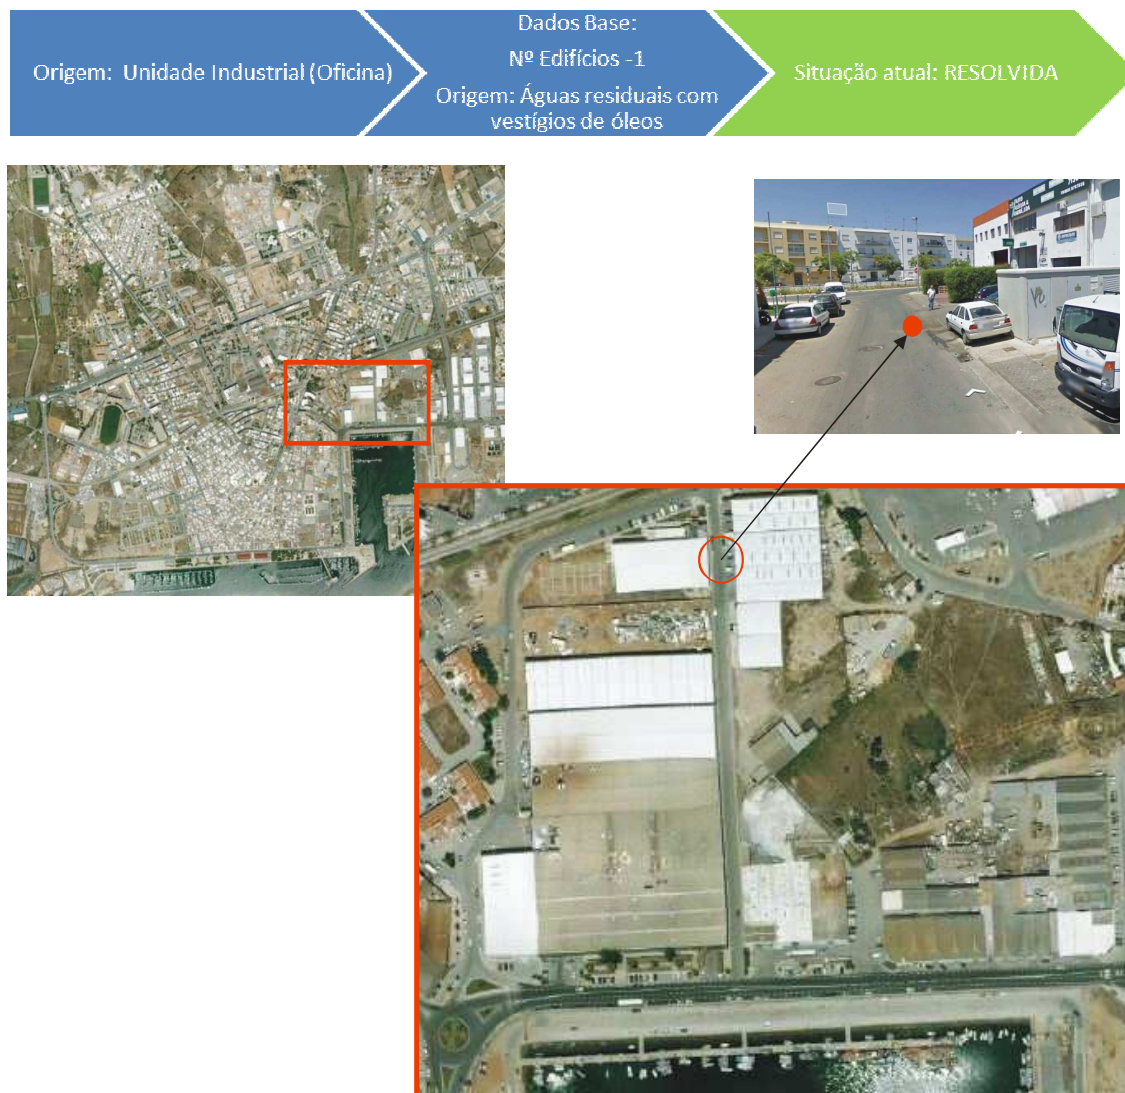 Origem: Unidade Industrial (Oficina)
Dados Base:
Nº Edifícios -1
Origem: Águas residuais com
vestígios de óleos
Situação atual: RESOLVIDA